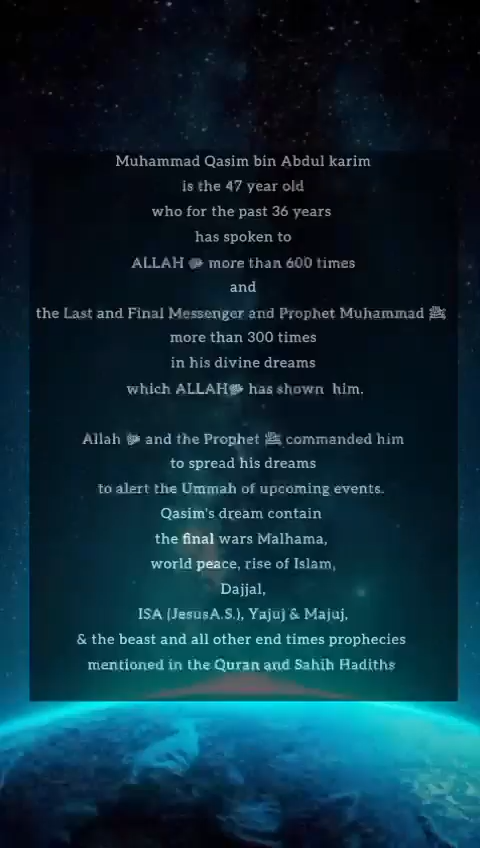 Muhammad Qasim bin Abdul karim
is the 47 year old
who for the past 36 years
has spoken to
ALLAH ﷻ more than 600 times
and
the Last and Final Messenger and Prophet Muhammad ﷺ
more than 300 times
in his divine dreams
which ALLAHﷻ has shown him.
Allah ﷻ and the Prophet ﷺ commanded him
to spread his dreams
to alert the Ummah of upcoming events.
Qasim's dream contain
the final wars Malhama,
world peace, rise of Islam,
Dajjal,
ISA (JesusA.S.), Yajuj & Majuj,
& the beast and all other end times prophecies
mentioned in the Quran and Sahih Hadiths